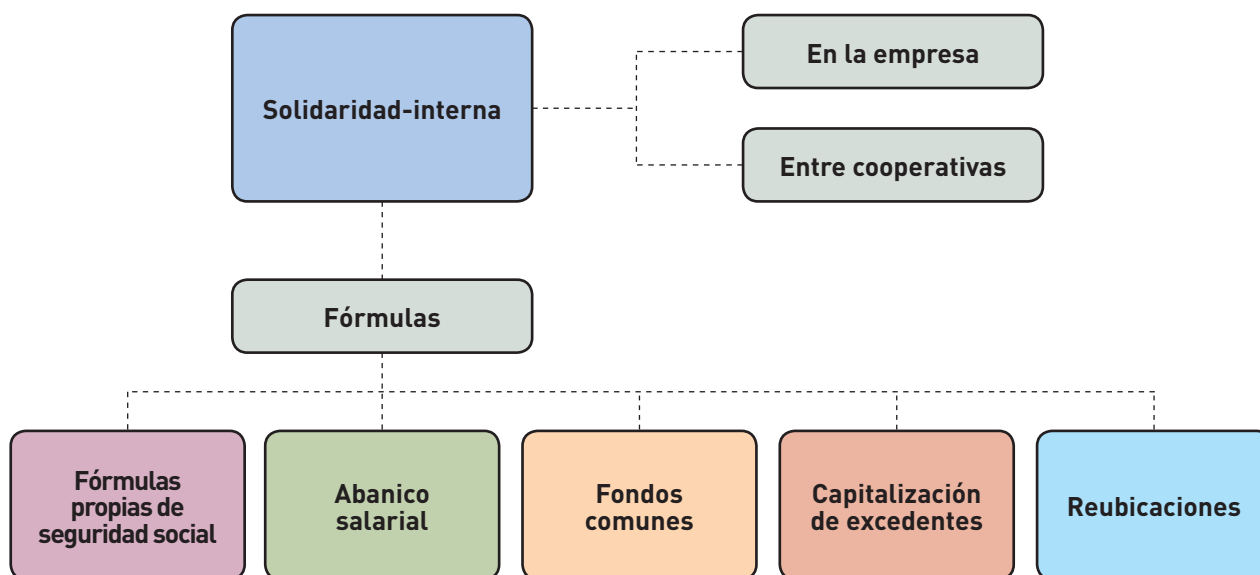 En la empresa
Solidaridad-interna
Entre cooperativas
Fórmulas
Fórmulas
propias de
seguridad social
Abanico
salarial
Fondos
comunes
Capitalización
de excedentes
Reubicaciones